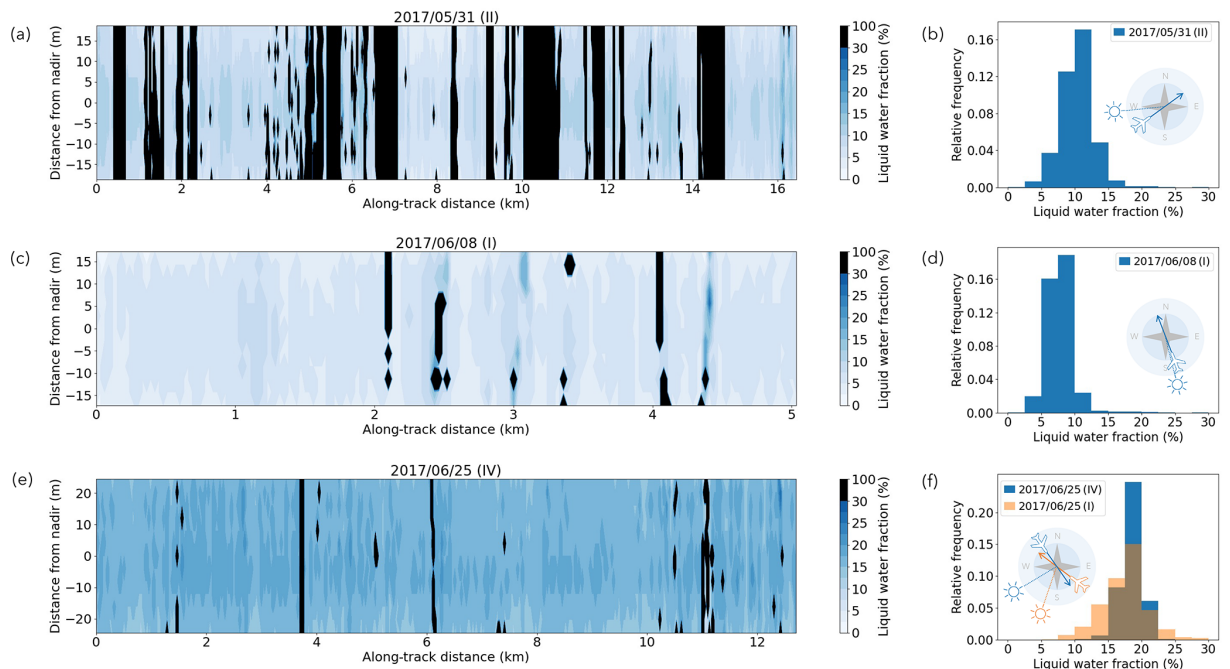 2017/05/31 (II)
(a)
15
10
5
0
−5
−10
−15
Distance from nadir (m)
0 2 4 6 8 10 12 14 16
Along-track distance (km)
100
30
25
20
15
10
5
0
Liquid water fraction (%)
(b)
2017/05/31 (II)
0.16
0.12
0.08
0.04
0.00
Relative frequency
N
W E
S
0 5 10 15 20 25 30
Liquid water fraction (%)
2017/06/08 (I)
(c)
15
10
5
0
−5
−10
−15
Distance from nadir (m)
0 1 2 3 4 5
Along-track distance (km)
100
30
25
20
15
10
5
0
Liquid water fraction (%)
(d)
2017/06/08 (I)
0.16
0.12
0.08
0.04
0.00
Relative frequency
N
W E
S
0 5 10 15 20 25 30
Liquid water fraction (%)
2017/06/25 (IV)
(e)
20
10
0
−10
−20
Distance from nadir (m)
0 2 4 6 8 10 12
Along-track distance (km)
100
30
25
20
15
10
5
0
Liquid water fraction (%)
(f)
2017/06/25 (IV)
2017/06/25 (I)
0.20
0.15
0.10
0.05
0.00
Relative frequency
N
W E
S
0 5 10 15 20 25 30
Liquid water fraction (%)